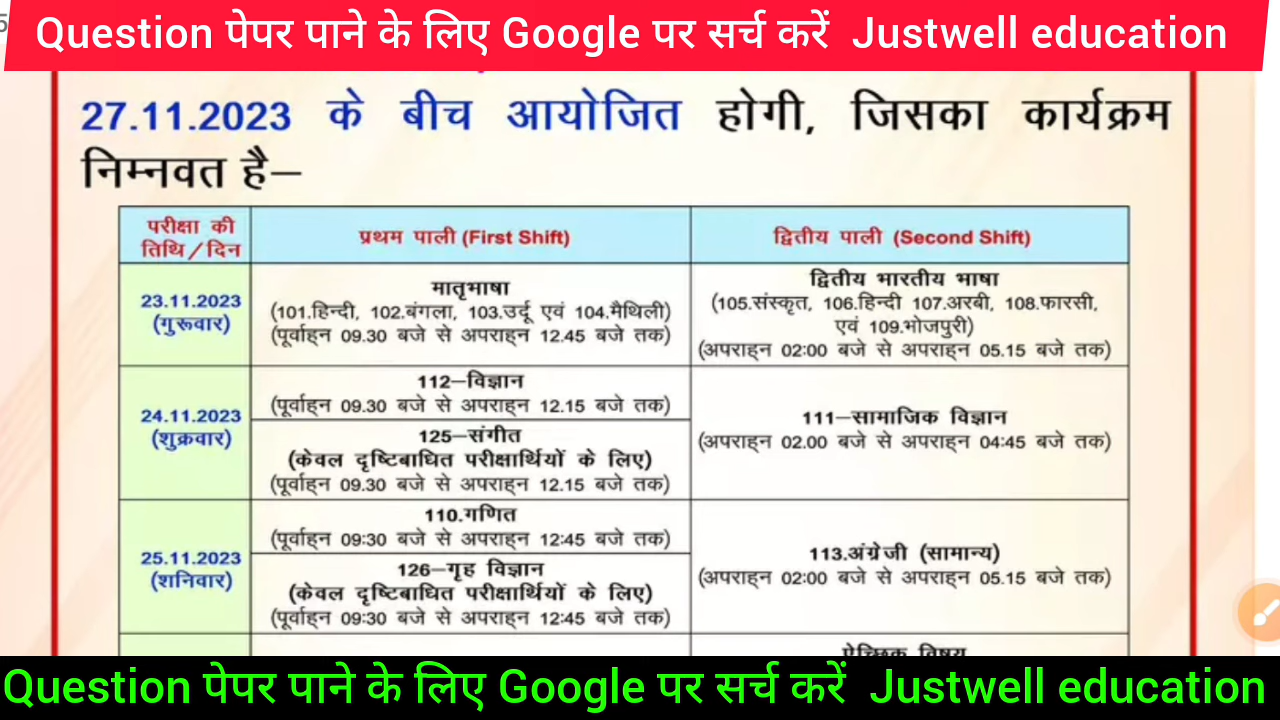 Question पेपर पाने के लिए Google पर सर्च करें Justwell education
27.11.2023 के बीच आयोजित होगी, जिसका कार्यक्रम
निम्नवत है–
परीक्षा की
तिथि/दिन
प्रथम पाली (First Shift)
द्वितीय पाली (Second Shift)
23.11.2023
(गुरूवार)
मातृभाषा
(101.हिन्दी, 102.बंगला, 103.उर्दू एवं 104.मैथिली)
(पूर्वाह्न 09.30 बजे से अपराह्न 12.45 बजे तक)
द्वितीय भारतीय भाषा
(105.संस्कृत, 106.हिन्दी 107.अरबी, 108.फारसी,
एवं 109.भोजपुरी)
(अपराह्न 02:00 बजे से अपराह्न 05.15 बजे तक)
24.11.2023
(शुक्रवार)
112–विज्ञान
(पूर्वाह्न 09.30 बजे से अपराह्न 12.15 बजे तक)
125–संगीत
(केवल दृष्टिबाधित परीक्षार्थियों के लिए)
(पूर्वाह्न 09.30 बजे से अपराह्न 12.15 बजे तक)
111–सामाजिक विज्ञान
(अपराह्न 02.00 बजे से अपराह्न 04:45 बजे तक)
25.11.2023
(शनिवार)
110.गणित
(पूर्वाह्न 09:30 बजे से अपराह्न 12:45 बजे तक)
126–गृह विज्ञान
(केवल दृष्टिबाधित परीक्षार्थियों के लिए)
(पूर्वाह्न 09:30 बजे से अपराह्न 12:45 बजे तक)
113.अंग्रेजी (सामान्य)
(अपराह्न 02:00 बजे से अपराह्न 05.15 बजे तक)
ऐच्छिक विषय
Question पेपर पाने के लिए Google पर सर्च करें Justwell education